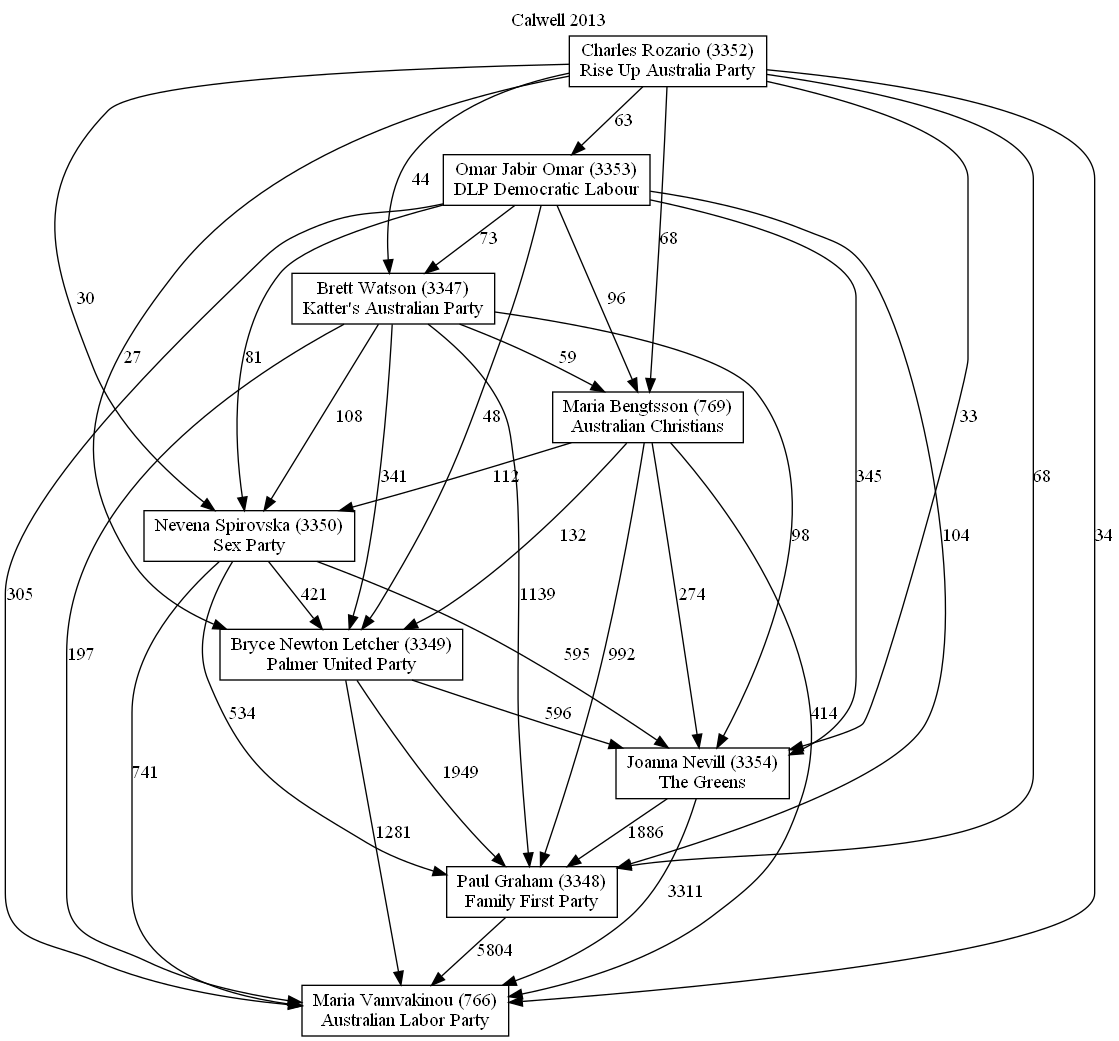 Calwell 2013
Charles Rozario (3352)
Rise Up Australia Party
63
Omar Jabir Omar (3353)
DLP Democratic Labour
44
73
68
Brett Watson (3347)
Katter's Australian Party
30
96
27
81
59
Maria Bengtsson (769)
Australian Christians
108
48
33
341
112
345
68
Nevena Spirovska (3350)
Sex Party
132
98
104
34
305
421
1139
274
Bryce Newton Letcher (3349)
Palmer United Party
197
595
992
534
596
414
741
1949
Joanna Nevill (3354)
The Greens
1281
1886
Paul Graham (3348)
Family First Party
3311
5804
Maria Vamvakinou (766)
Australian Labor Party